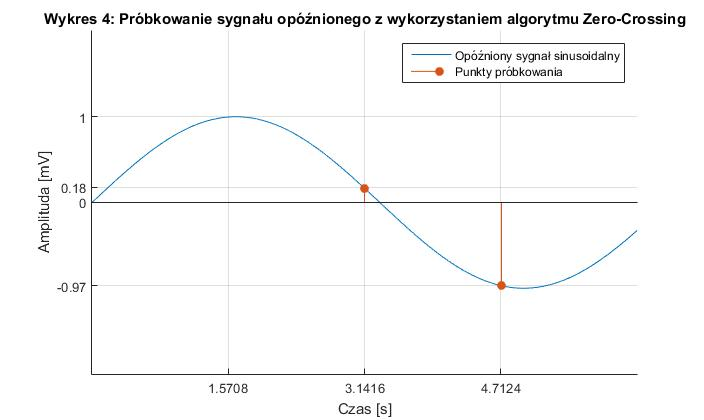 Wykres 4: Próbkowanie sygnału opóźnionego z wykorzystaniem algorytmu Zero-Crossing
Opóźniony sygnał sinusoidalny
Punkty próbkowania
1
0.18
0
-0.97
Amplituda [mV]
1.5708
3.1416
4.7124
Czas [s]